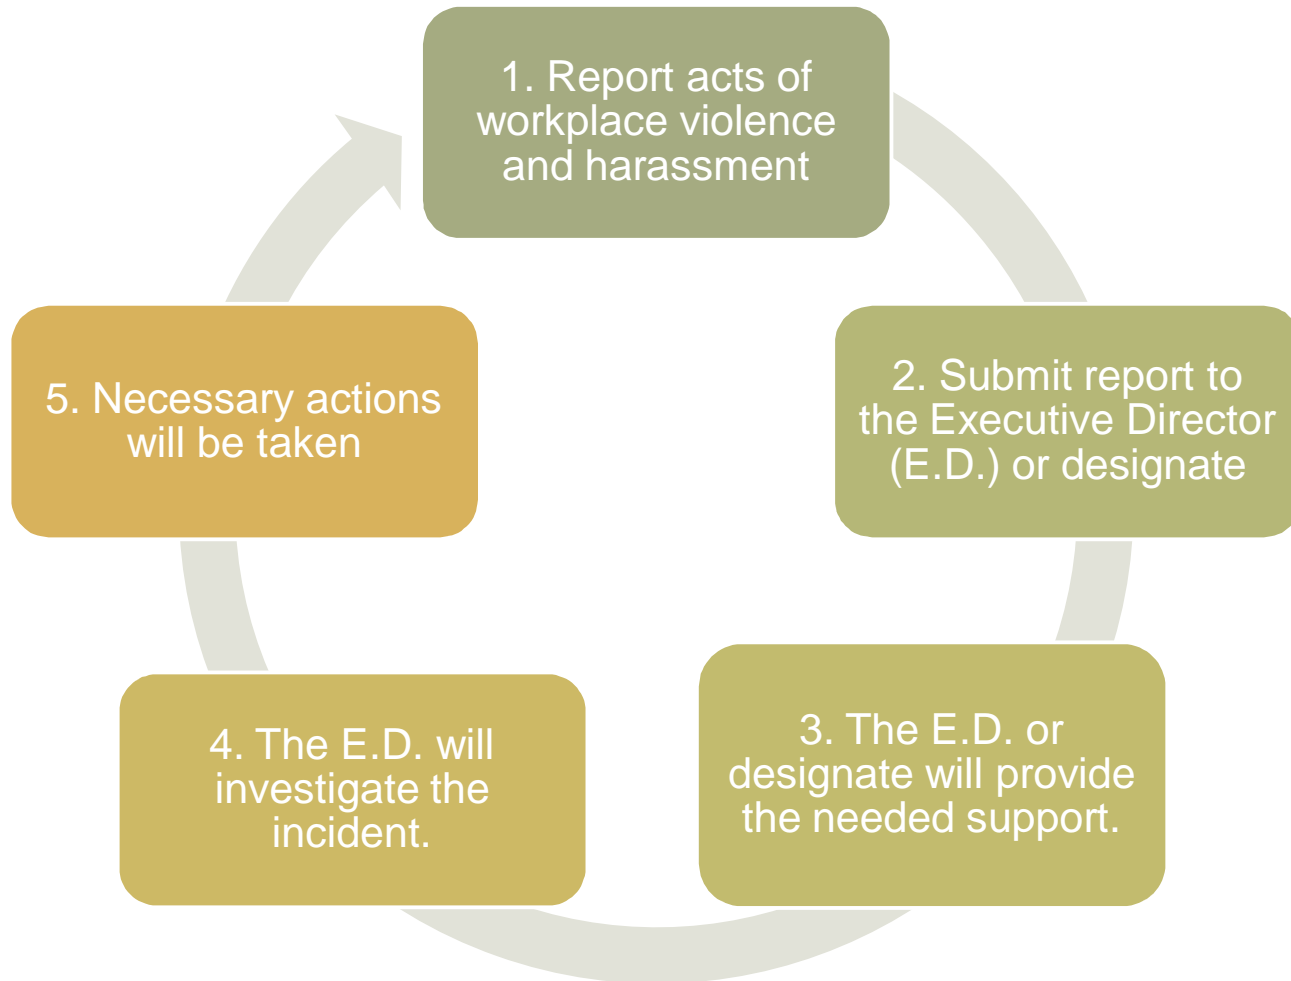 1. Report acts of
workplace violence
and harassment
2. Submit report to
the Executive Director
(E.D.) or designate
3. The E.D. or
designate will provide
the needed support.
4. The E.D. will
investigate the
incident.
5. Necessary actions
will be taken